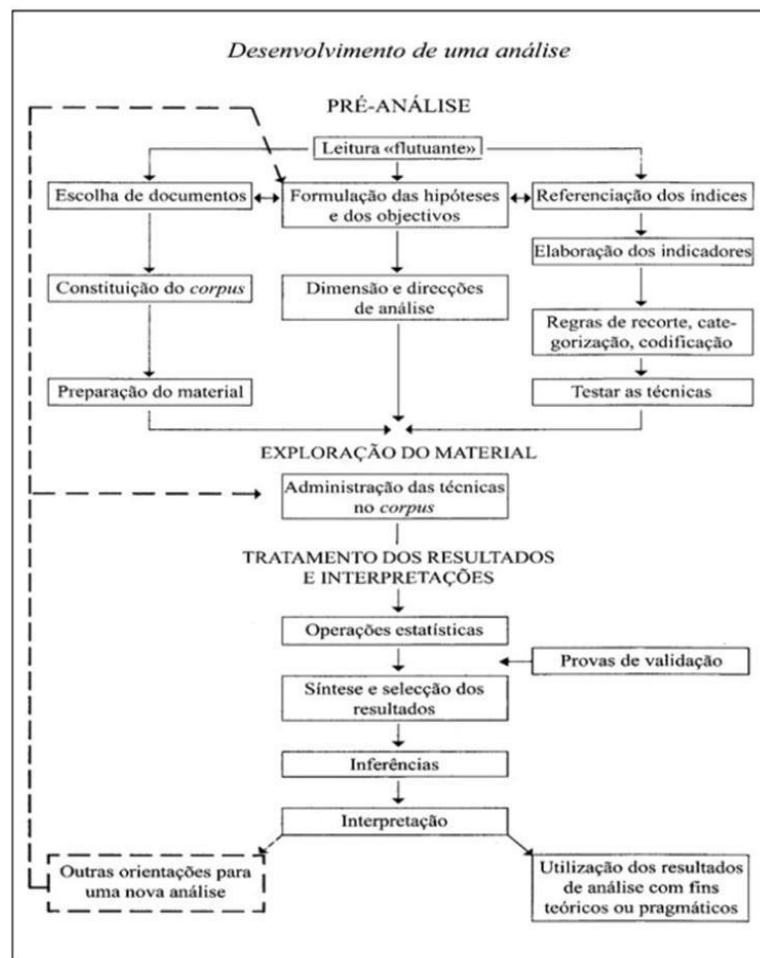 Desenvolvimento de uma análise
PRÉ-ANÁLISE
Leitura «flutuante»
Escolha de documentos
Formulação das hipóteses
e dos objectivos
Referenciação dos índices
Elaboração dos indicadores
Constituição do corpus
Dimensão e direcções
de análise
Regras de recorte, cate-
gorização, codificação
Preparação do material
Testar as técnicas
EXPLORAÇÃO DO MATERIAL
Administração das técnicas
no corpus
TRATAMENTO DOS RESULTADOS
E INTERPRETAÇÕES
Operações estatísticas
Provas de validação
Síntese e selecção dos
resultados
Inferências
Interpretação
Outras orientações para
uma nova análise
Utilização dos resultados
de análise com fins
teóricos ou pragmáticos